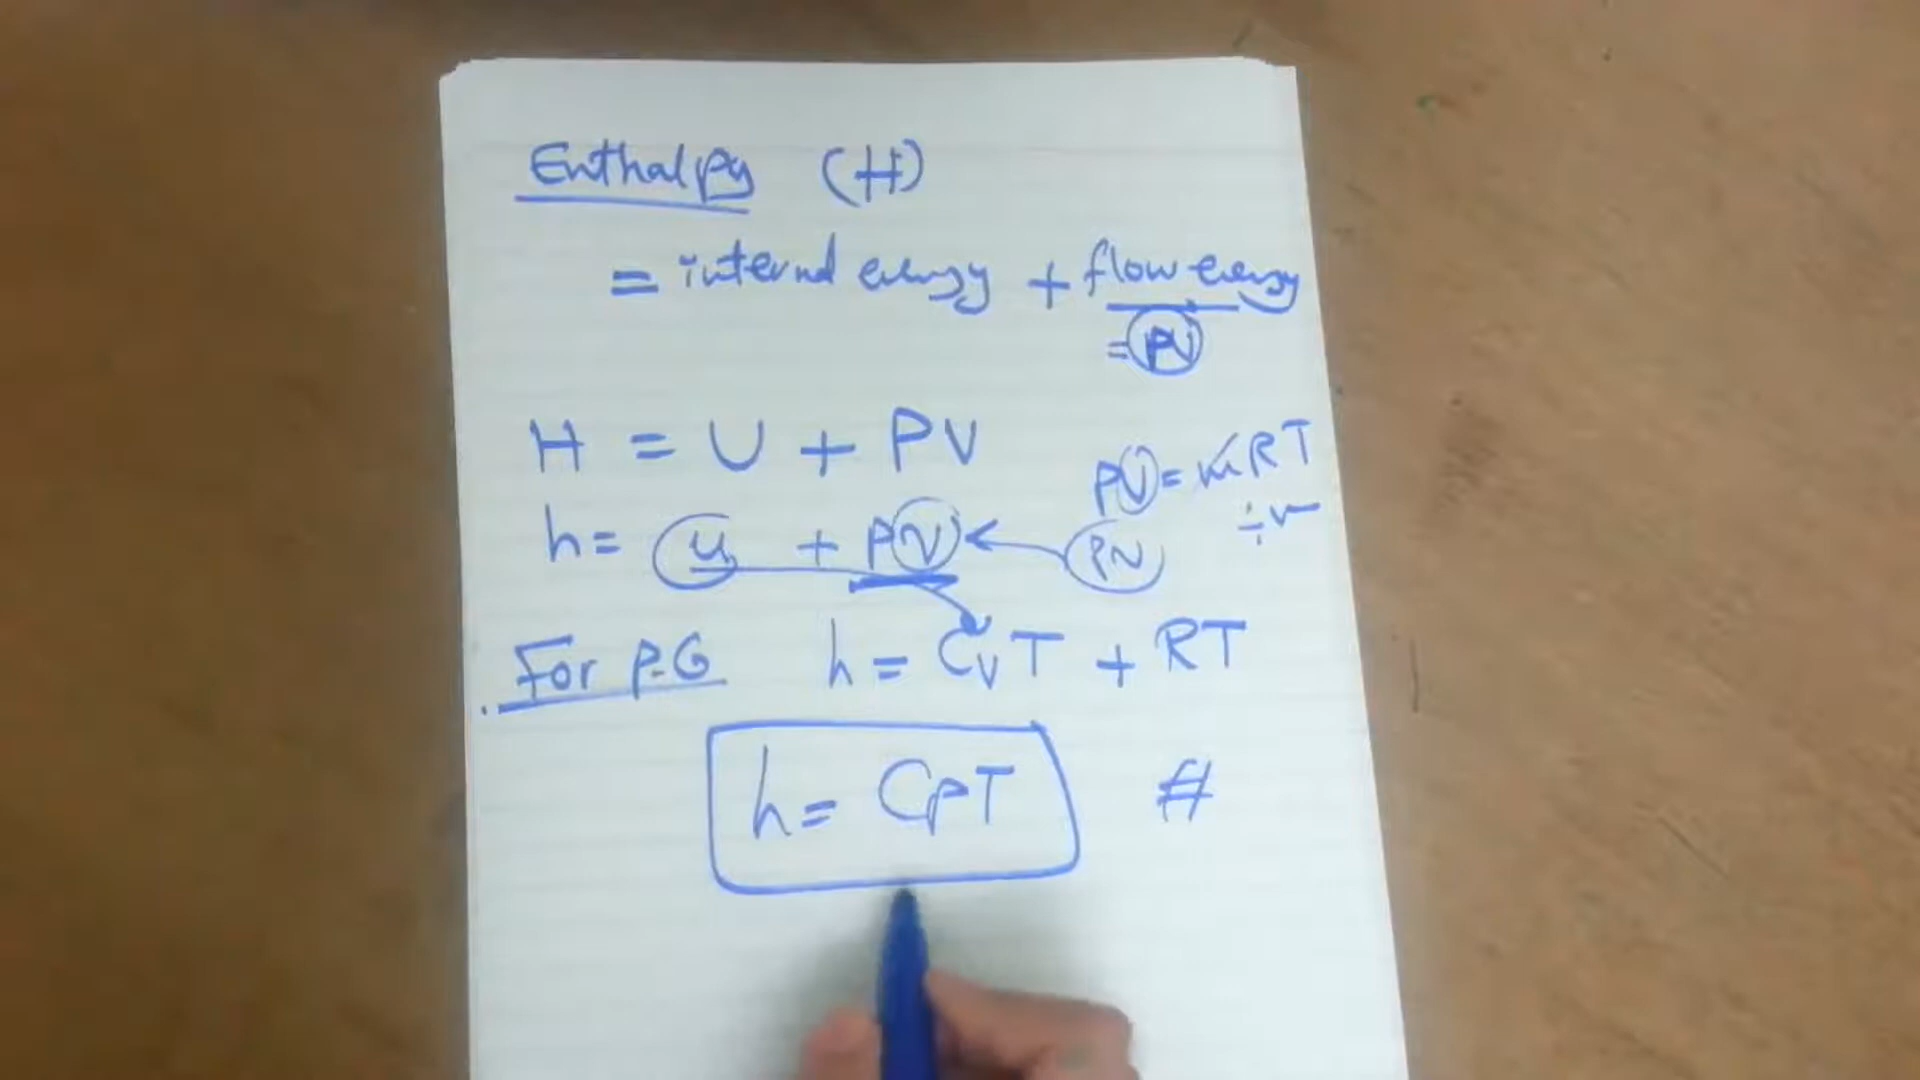 Enthalpy (H)
= internal energy + flow energy
= PV
H = U + PV
PV = mRT
÷ m
h = u + Pv
Pv
For P.G h = CvT + RT
h = CPT #